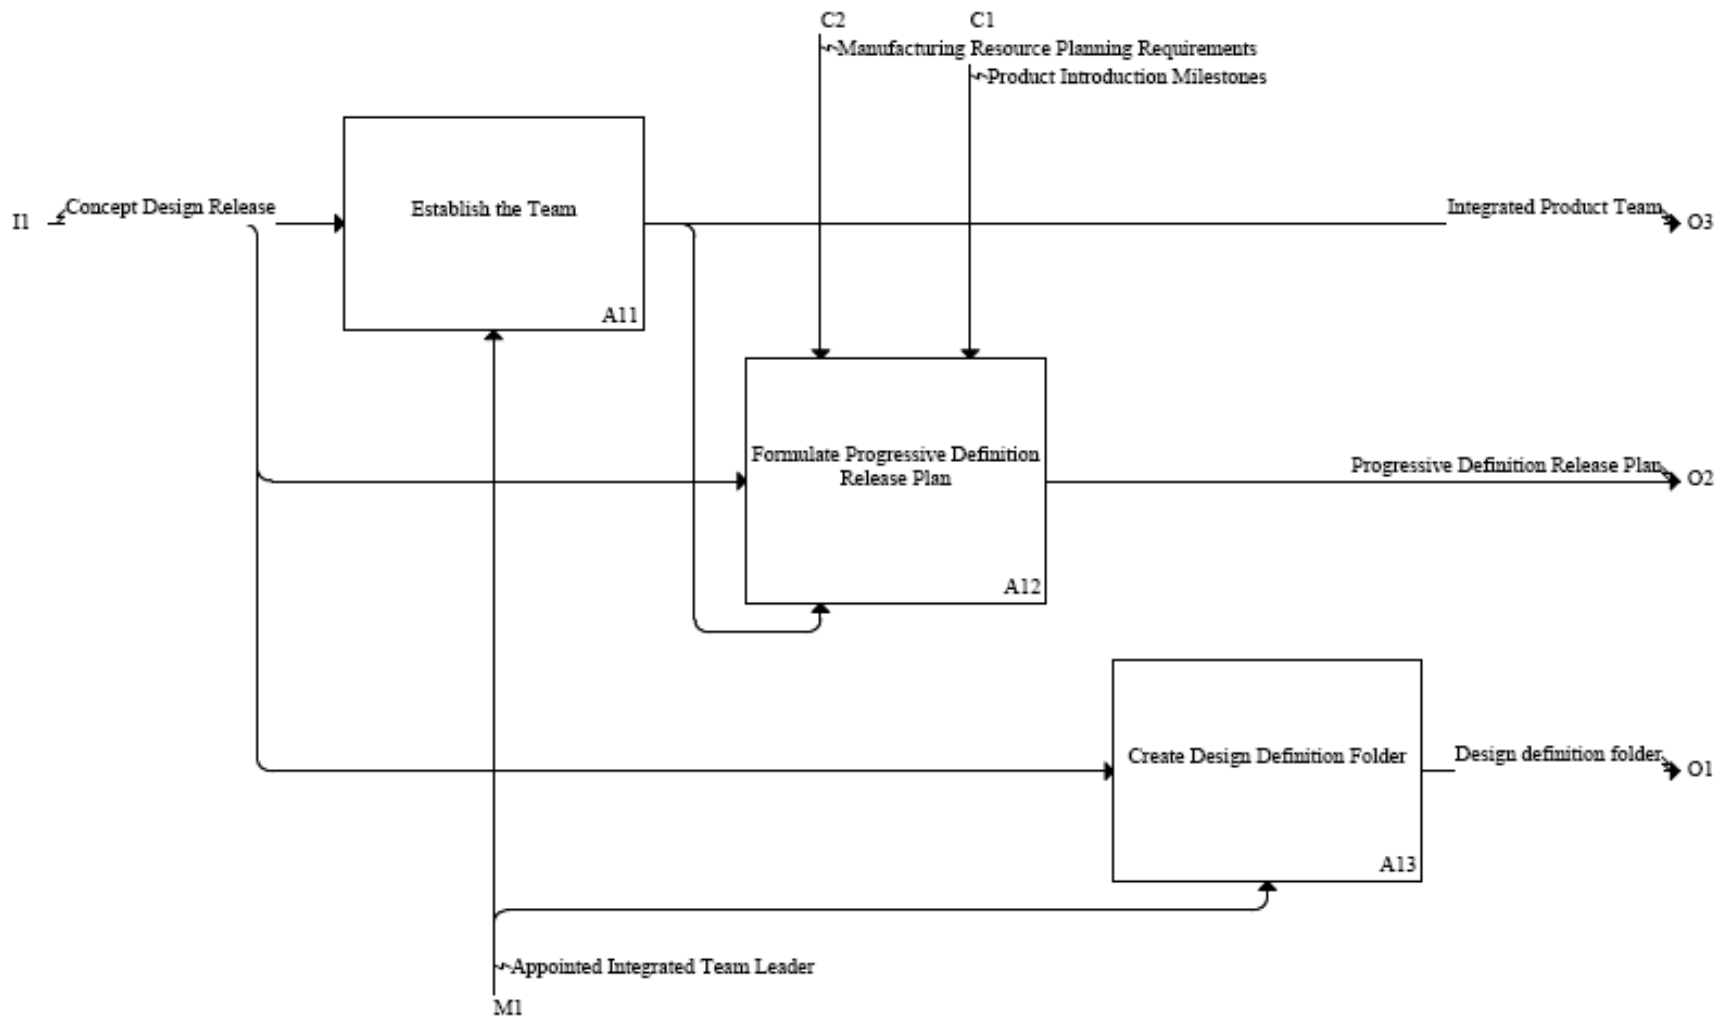 C2
C1
Manufacturing Resource Planning Requirements
Product Introduction Milestones
I1
Concept Design Release
Establish the Team
A11
Integrated Product Team
O3
Formulate Progressive Definition
Release Plan
A12
Progressive Definition Release Plan
O2
Create Design Definition Folder
A13
Design definition folder
O1
Appointed Integrated Team Leader
M1